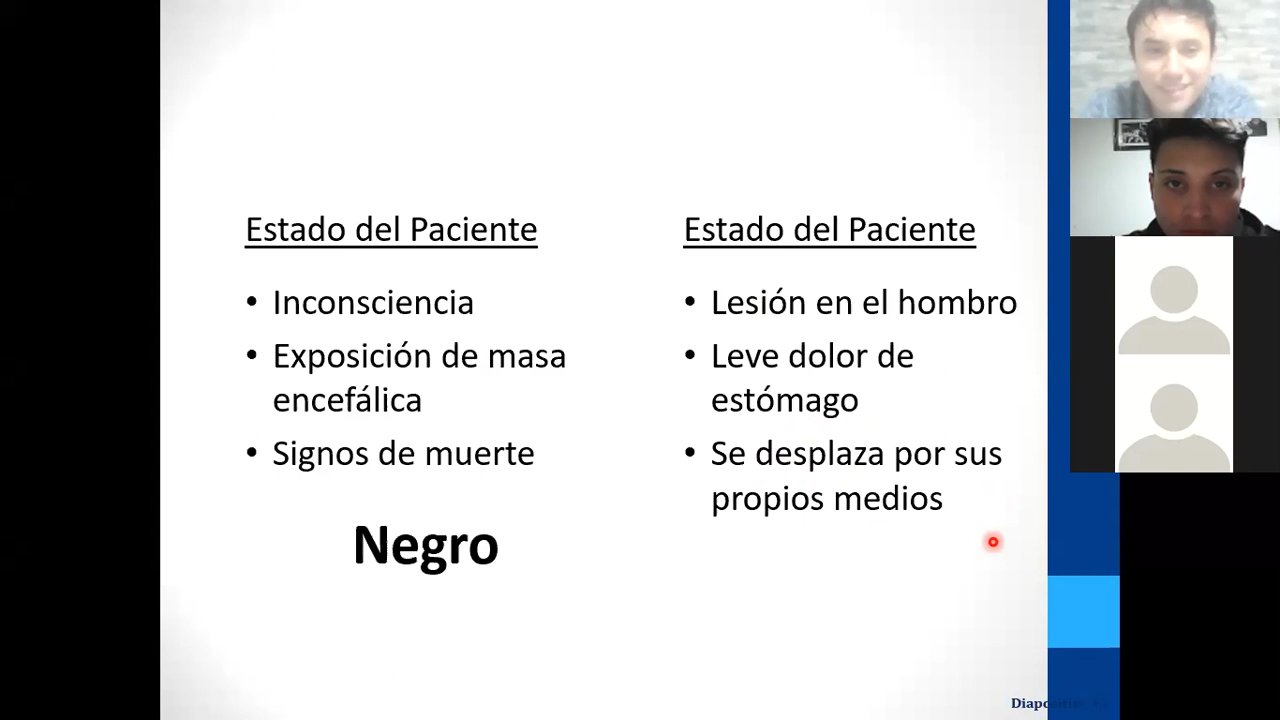 Estado del Paciente
• Inconsciencia
• Exposición de masa
encefálica
• Signos de muerte
Negro
Estado del Paciente
• Lesión en el hombro
• Leve dolor de
estómago
• Se desplaza por sus
propios medios